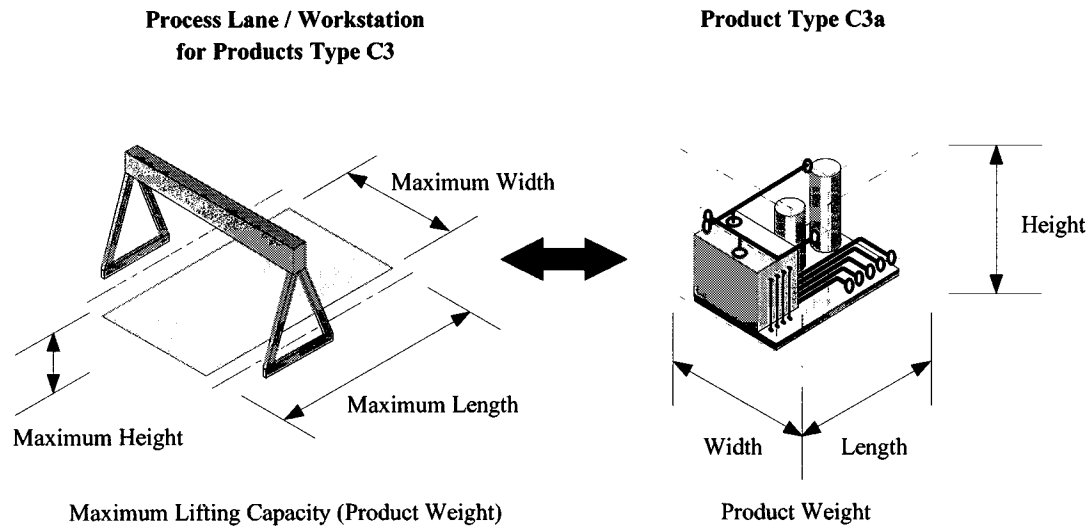 Process Lane / Workstation
for Products Type C3
Product Type C3a
Maximum Width
Height
Maximum Length
Maximum Height
Width
Length
Maximum Lifting Capacity (Product Weight)
Product Weight